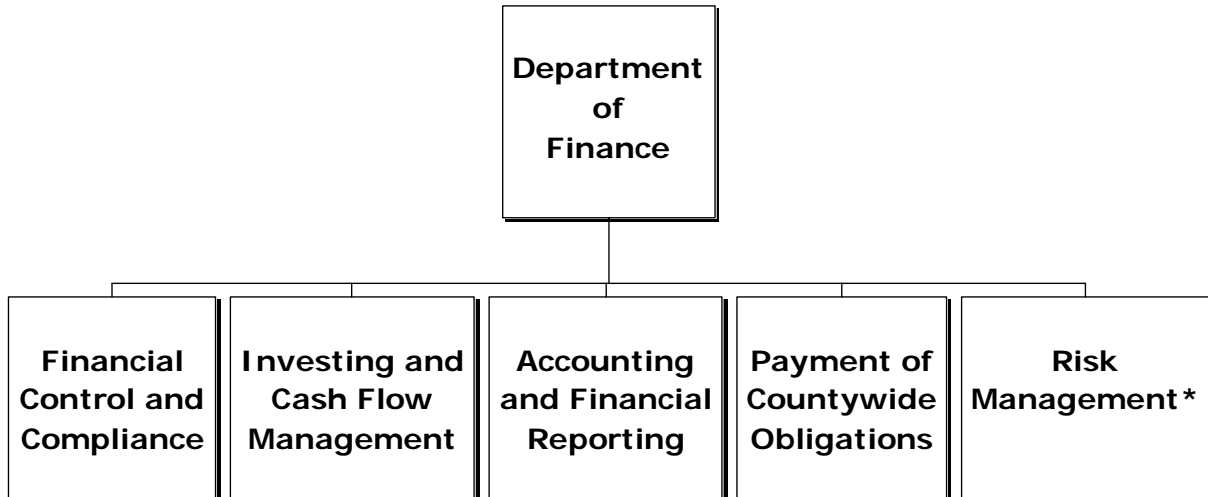 Department
of
Finance
Financial
Control and
Compliance
Investing and
Cash Flow
Management
Accounting
and Financial
Reporting
Payment of
Countywide
Obligations
Risk
Management*